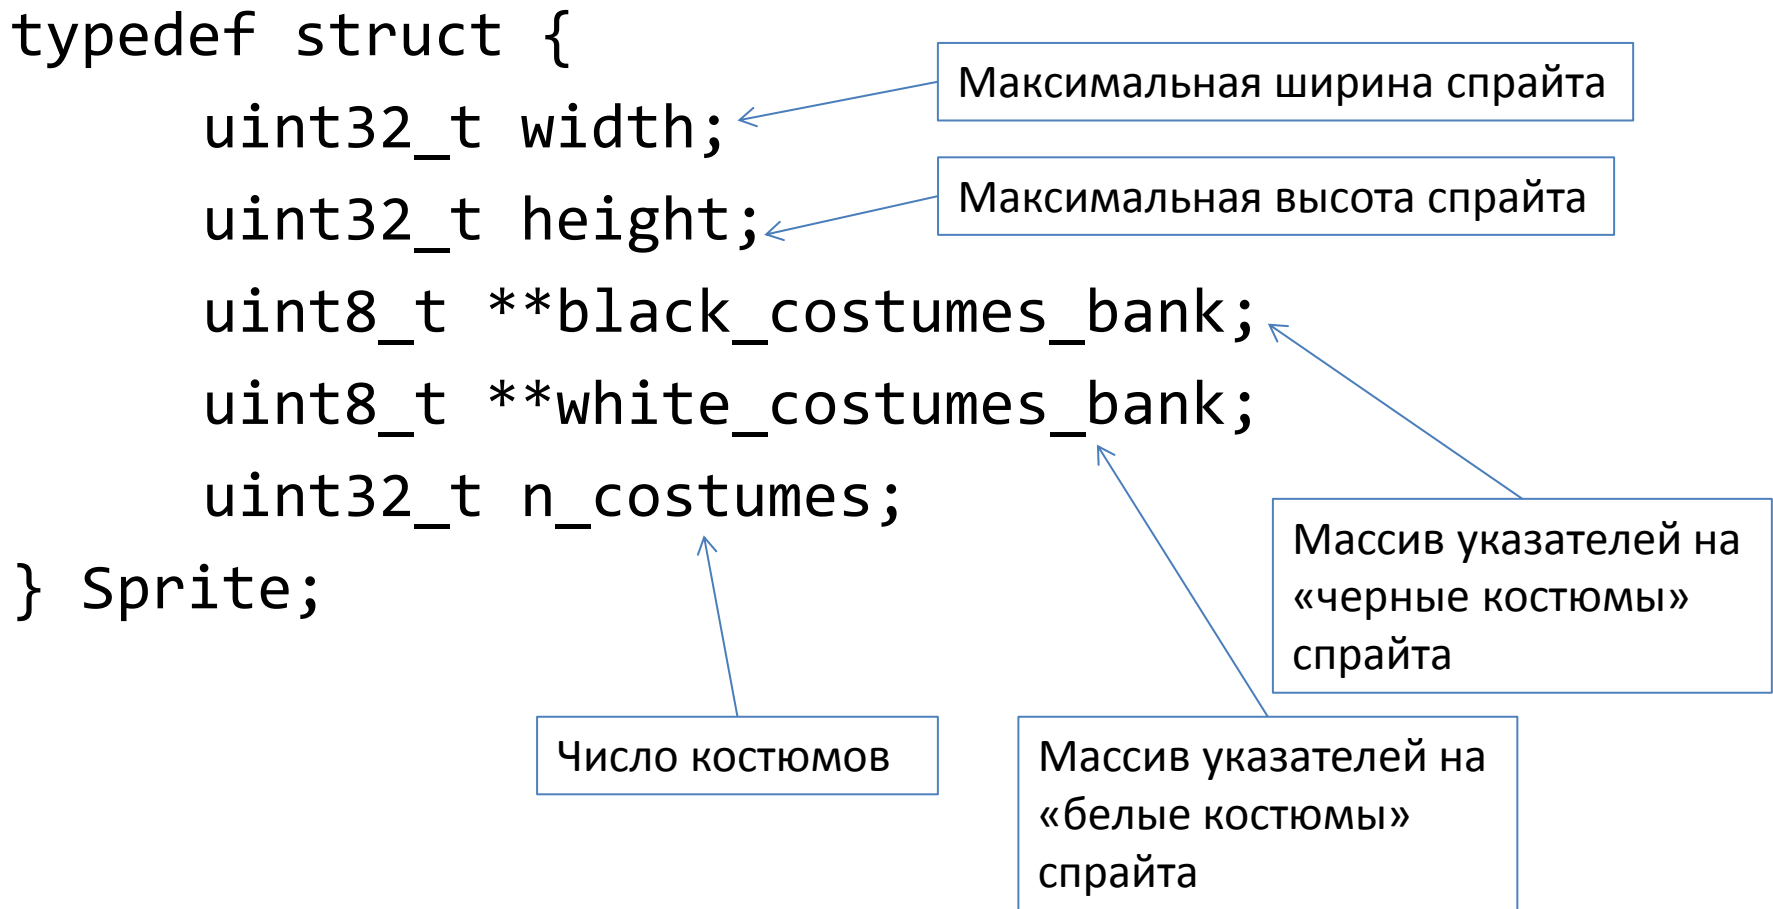 typedef struct {
uint32_t width;
uint32_t height;
uint8_t **black_costumes_bank;
uint8_t **white_costumes_bank;
uint32_t n_costumes;
} Sprite;
Максимальная ширина спрайта
Максимальная высота спрайта
Массив указателей на
«черные костюмы»
спрайта
Число костюмов
Массив указателей на
«белые костюмы»
спрайта